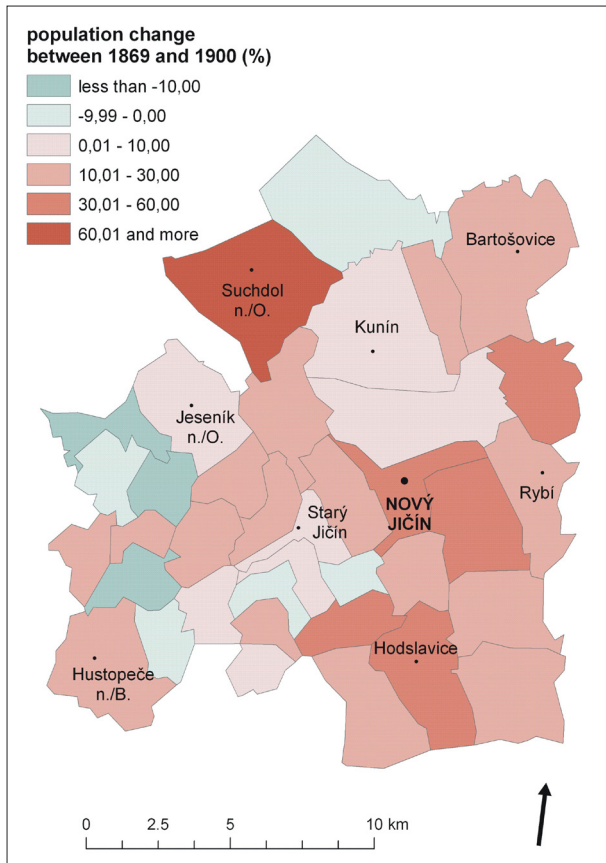 population change
between 1869 and 1900 (%)
less than -10,00
-9,99 - 0,00
0,01 - 10,00
10,01 - 30,00
30,01 - 60,00
60,01 and more
Bartošovice
Suchdol
n./O.
Kunín
Jeseník
n./O.
Starý
Jičín
NOVÝ
JIČÍN
Rybí
Hodslavice
Hustopeče
n./B.
0 2.5 5 10 km